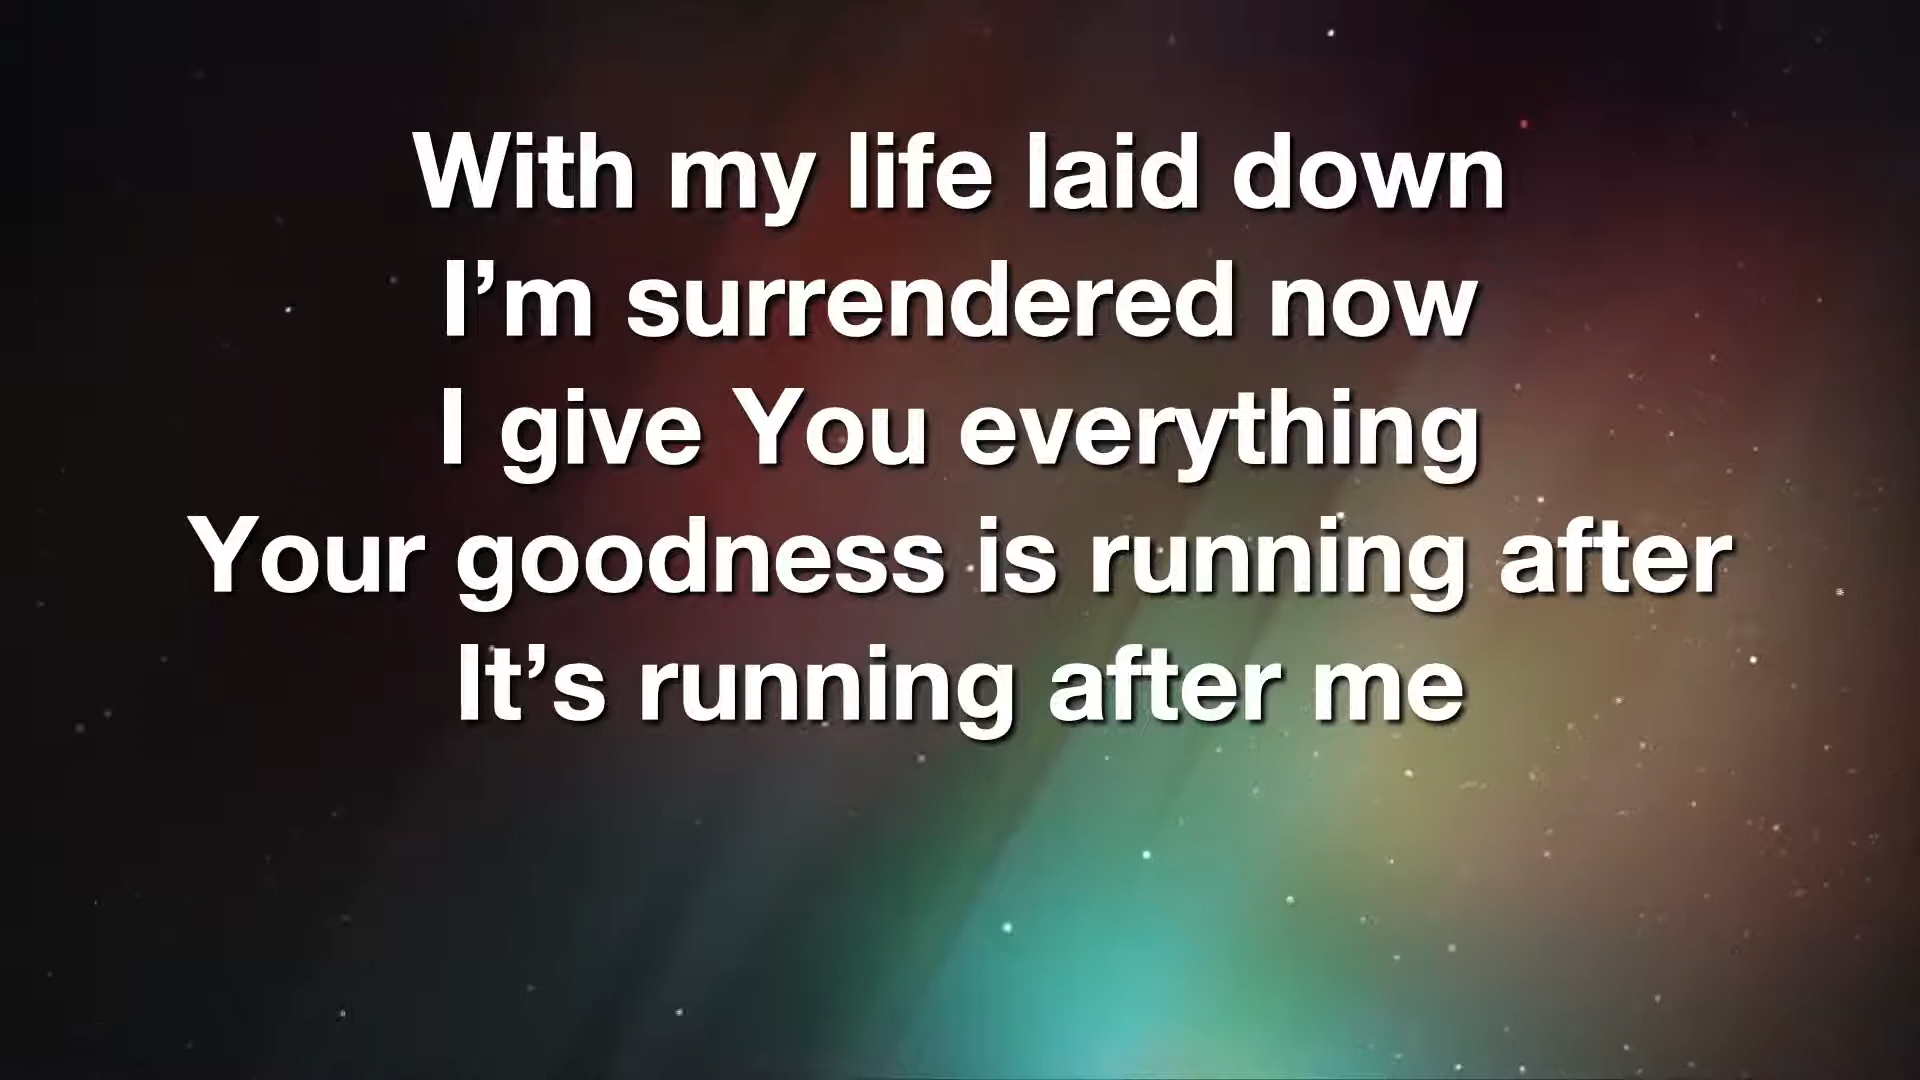 With my life laid down
I’m surrendered now
I give You everything
Your goodness is running after
It’s running after me